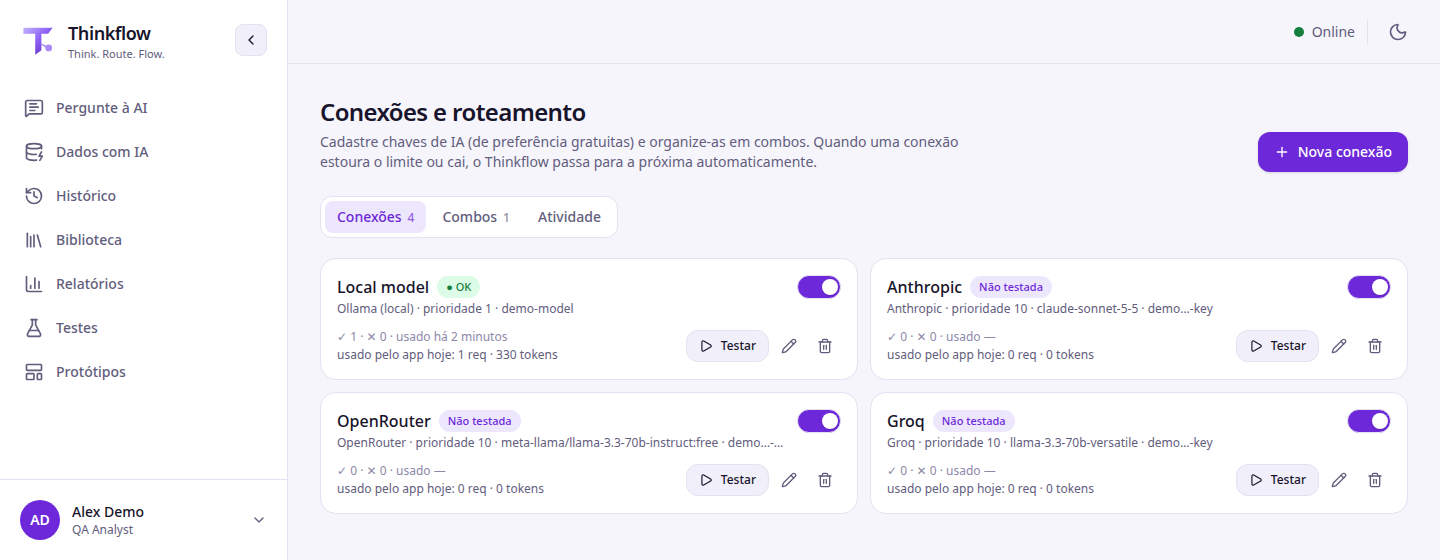 Thinkflow
Think. Route. Flow.
Pergunte à AI
Dados com IA
Histórico
Biblioteca
Relatórios
Testes
Protótipos
AD
Alex Demo
QA Analyst
Online
Conexões e roteamento
Cadastre chaves de IA (de preferência gratuitas) e organize-as em combos. Quando uma conexão
estoura o limite ou cai, o Thinkflow passa para a próxima automaticamente.
+ Nova conexão
Conexões 4 Combos 1 Atividade
Local model • OK
Ollama (local) · prioridade 1 · demo-model
✓ 1 · ✕ 0 · usado há 2 minutos
usado pelo app hoje: 1 req · 330 tokens
Testar
Anthropic Não testada
Anthropic · prioridade 10 · claude-sonnet-5-5 · demo…-key
✓ 0 · ✕ 0 · usado —
usado pelo app hoje: 0 req · 0 tokens
Testar
OpenRouter Não testada
OpenRouter · prioridade 10 · meta-llama/llama-3.3-70b-instruct:free · demo…-...
✓ 0 · ✕ 0 · usado —
usado pelo app hoje: 0 req · 0 tokens
Testar
Groq Não testada
Groq · prioridade 10 · llama-3.3-70b-versatile · demo…-key
✓ 0 · ✕ 0 · usado —
usado pelo app hoje: 0 req · 0 tokens
Testar